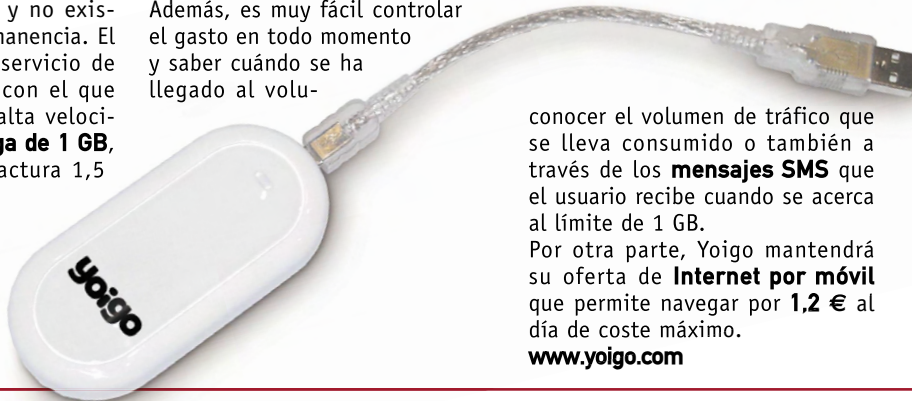 y no exis-
manencia. El
servicio de
con el que
alta veloci-
ga de 1 GB,
actura 1,5
Además, es muy fácil controlar
el gasto en todo momento
y saber cuándo se ha
llegado al volu-
yoigo
conocer el volumen de tráfico que
se lleva consumido o también a
través de los mensajes SMS que
el usuario recibe cuando se acerca
al límite de 1 GB.
Por otra parte, Yoigo mantendrá
su oferta de Internet por móvil
que permite navegar por 1,2 € al
día de coste máximo.
www.yoigo.com